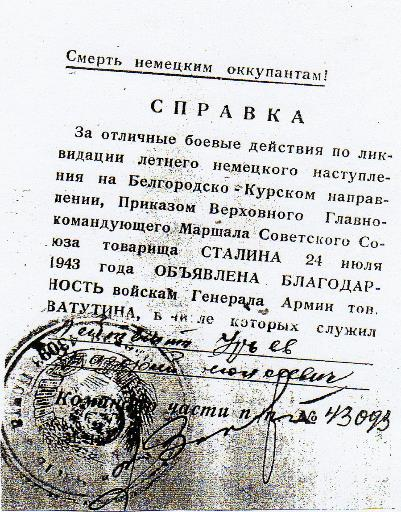 Смерть немецким оккупантам!
СПРАВКА
За отличные боевые действия по лик-
видации летнего немецкого наступле-
ния на Белгородско-Курском направ-
лении, Приказом Верховного Главно-
командующего Маршала Советского Со-
юза товарища СТАЛИНА 24 июля
1943 года ОБЪЯВЛЕНА БЛАГОДАР-
НОСТЬ войскам Генерала Армии тов.
ВАТУТИНА, в числе которых служил
Командир части п/п № 43093